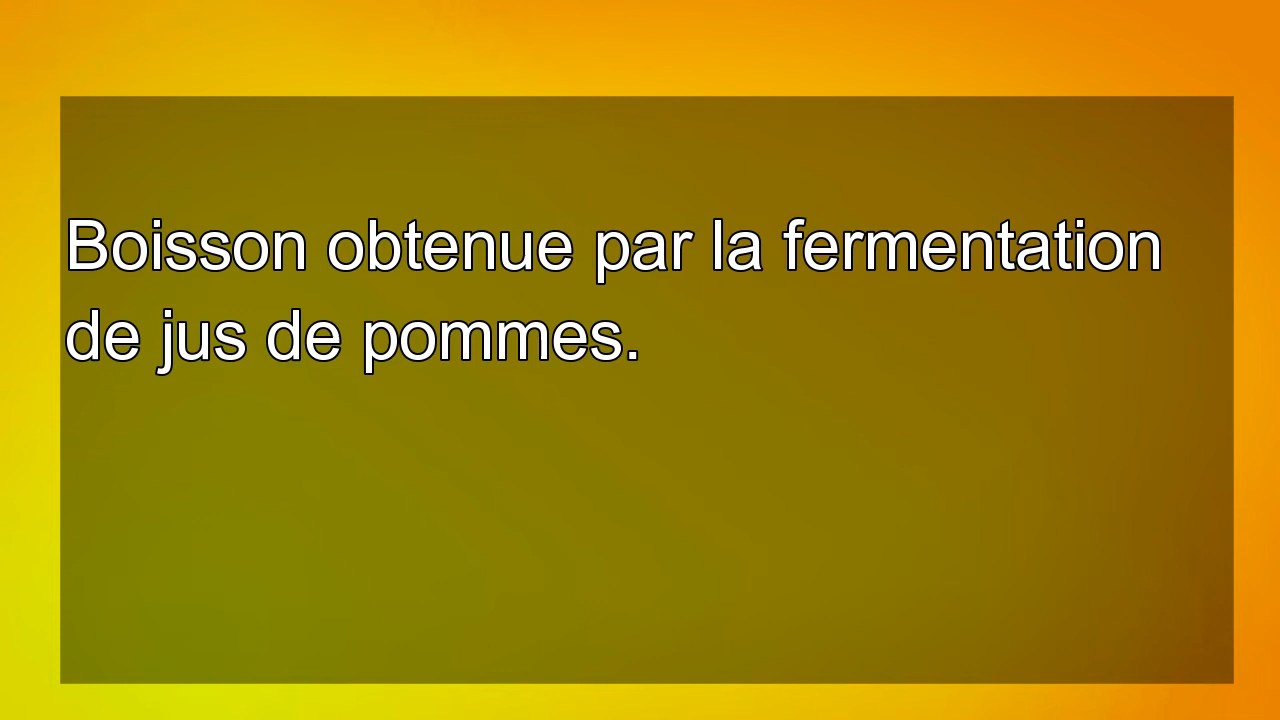 Boisson obtenue par la fermentation
de jus de pommes.